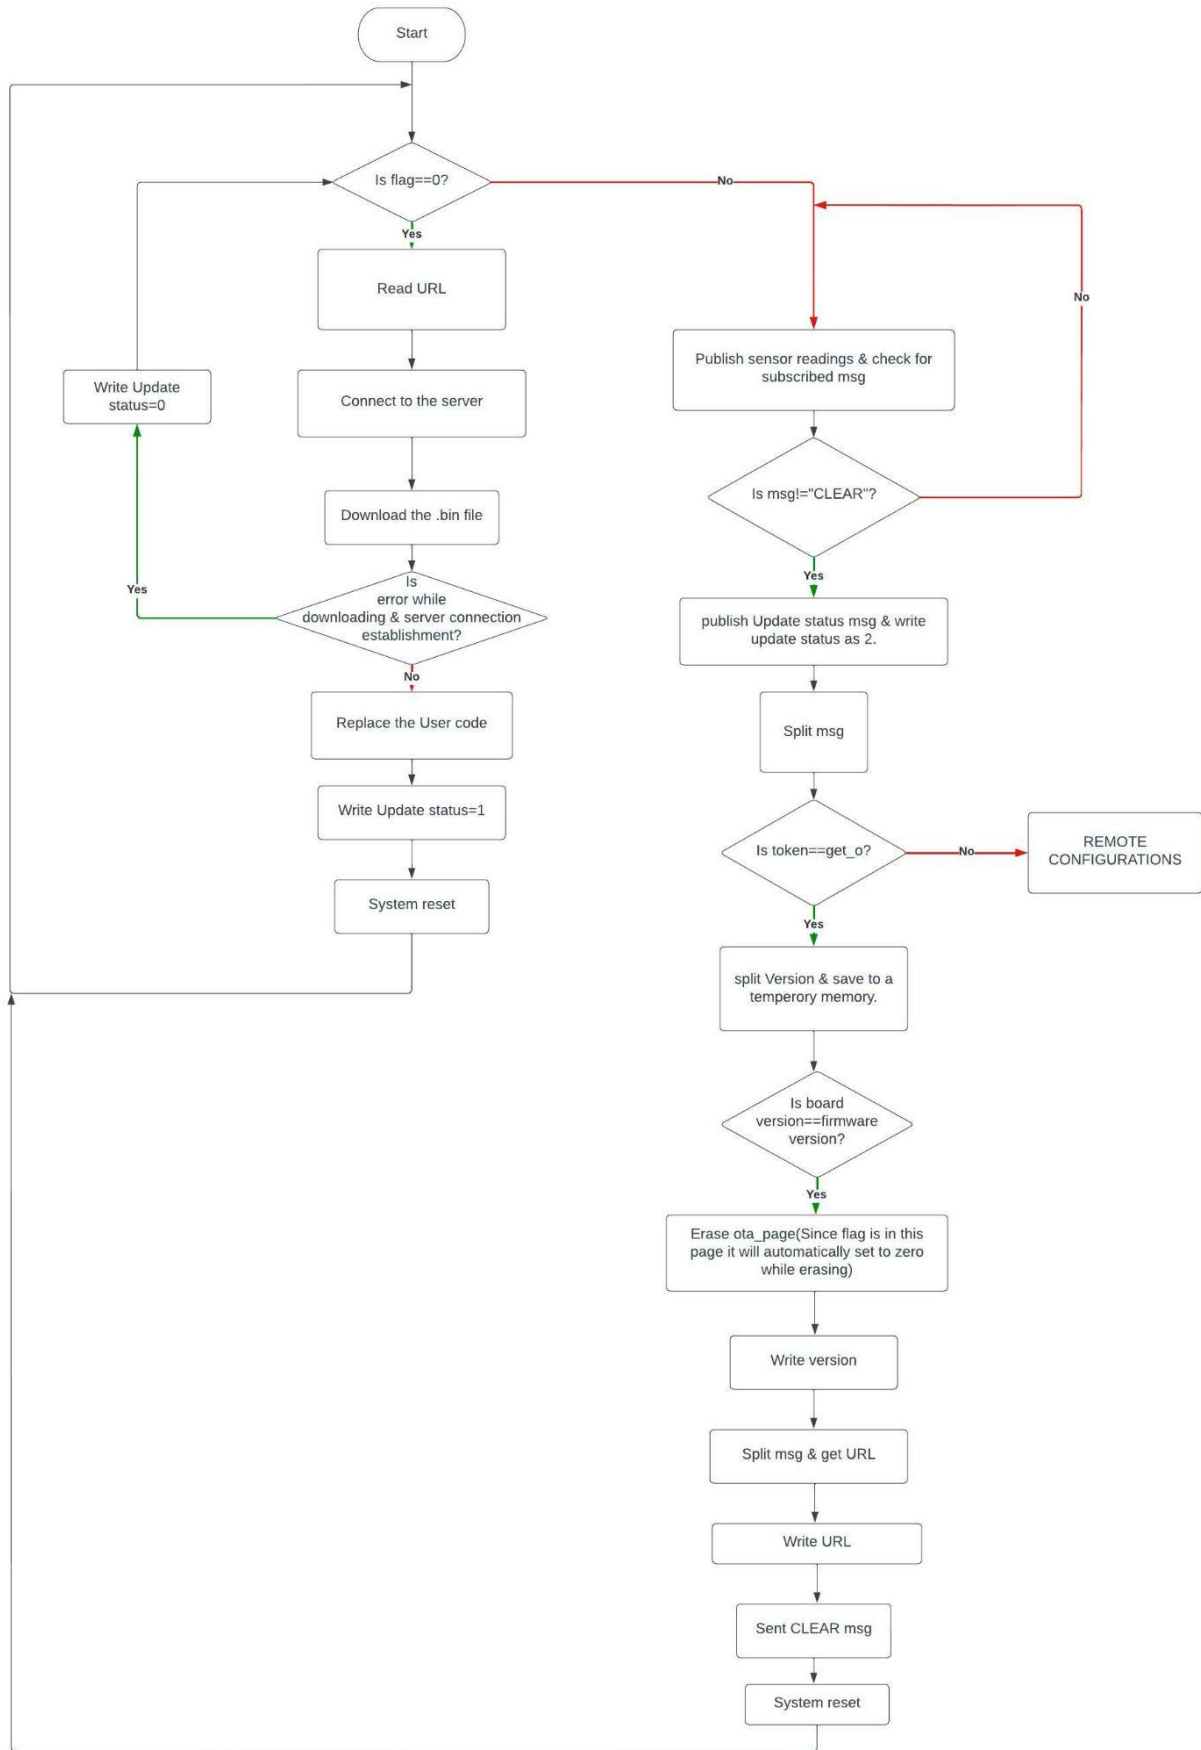 Start
Is flag==0?
No
Yes
Read URL
No
Publish sensor readings & check for
subscribed msg
Write Update
status=0
Connect to the server
Is msg!="CLEAR"?
Download the .bin file
Yes
Is
error while
downloading & server connection
establishment?
Yes
No
publish Update status msg & write
update status as 2.
Replace the User code
Split msg
Write Update status=1
Is token==get_o?
No
REMOTE
CONFIGURATIONS
System reset
Yes
split Version & save to a
temperory memory.
Is board
version==firmware
version?
Yes
Erase ota_page(Since flag is in this
page it will automatically set to zero
while erasing)
Write version
Split msg & get URL
Write URL
Sent CLEAR msg
System reset